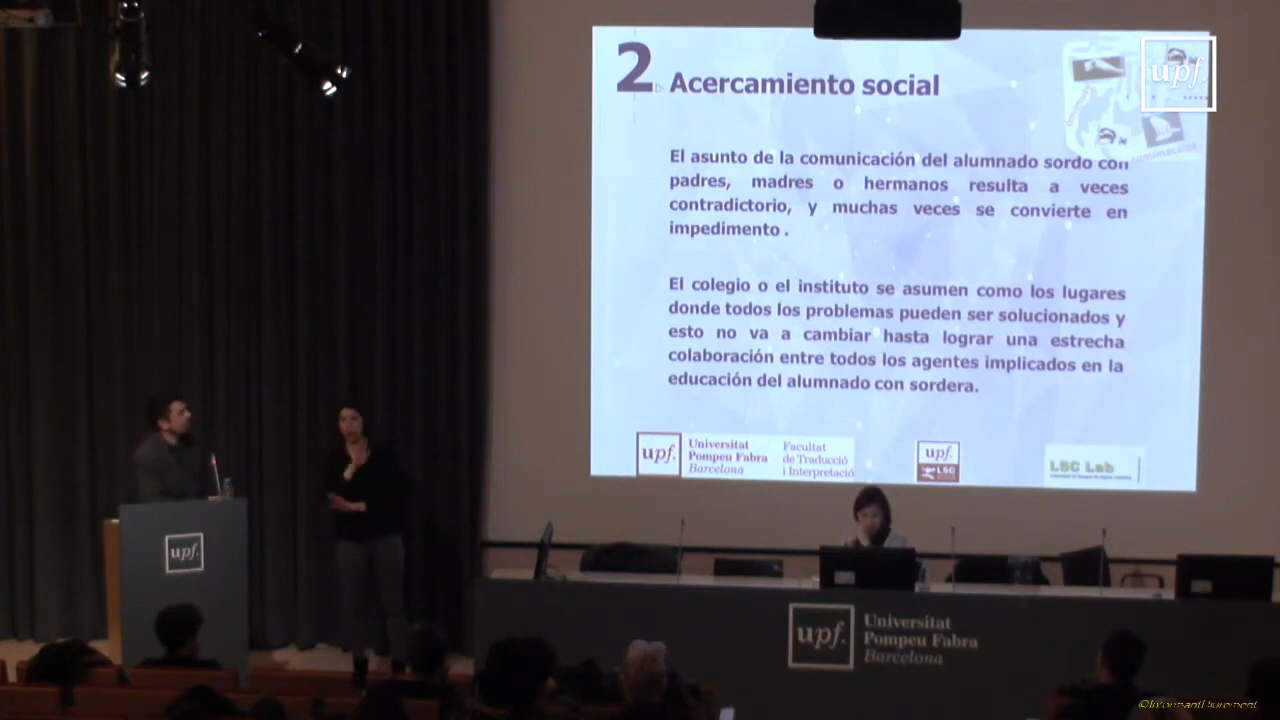 2 Acercamiento social
upf.
El asunto de la comunicación del alumnado sordo con
padres, madres o hermanos resulta a veces
contradictorio, y muchas veces se convierte en
impedimento .
El colegio o el instituto se asumen como los lugares
donde todos los problemas pueden ser solucionados y
esto no va a cambiar hasta lograr una estrecha
colaboración entre todos los agentes implicados en la
educación del alumnado con sordera.
upf.
Universitat
Pompeu Fabra
Barcelona
Facultat
de Traducció
i Interpretació
upf.
LSC
LSC Lab
upf.
upf.
Universitat
Pompeu Fabra
Barcelona